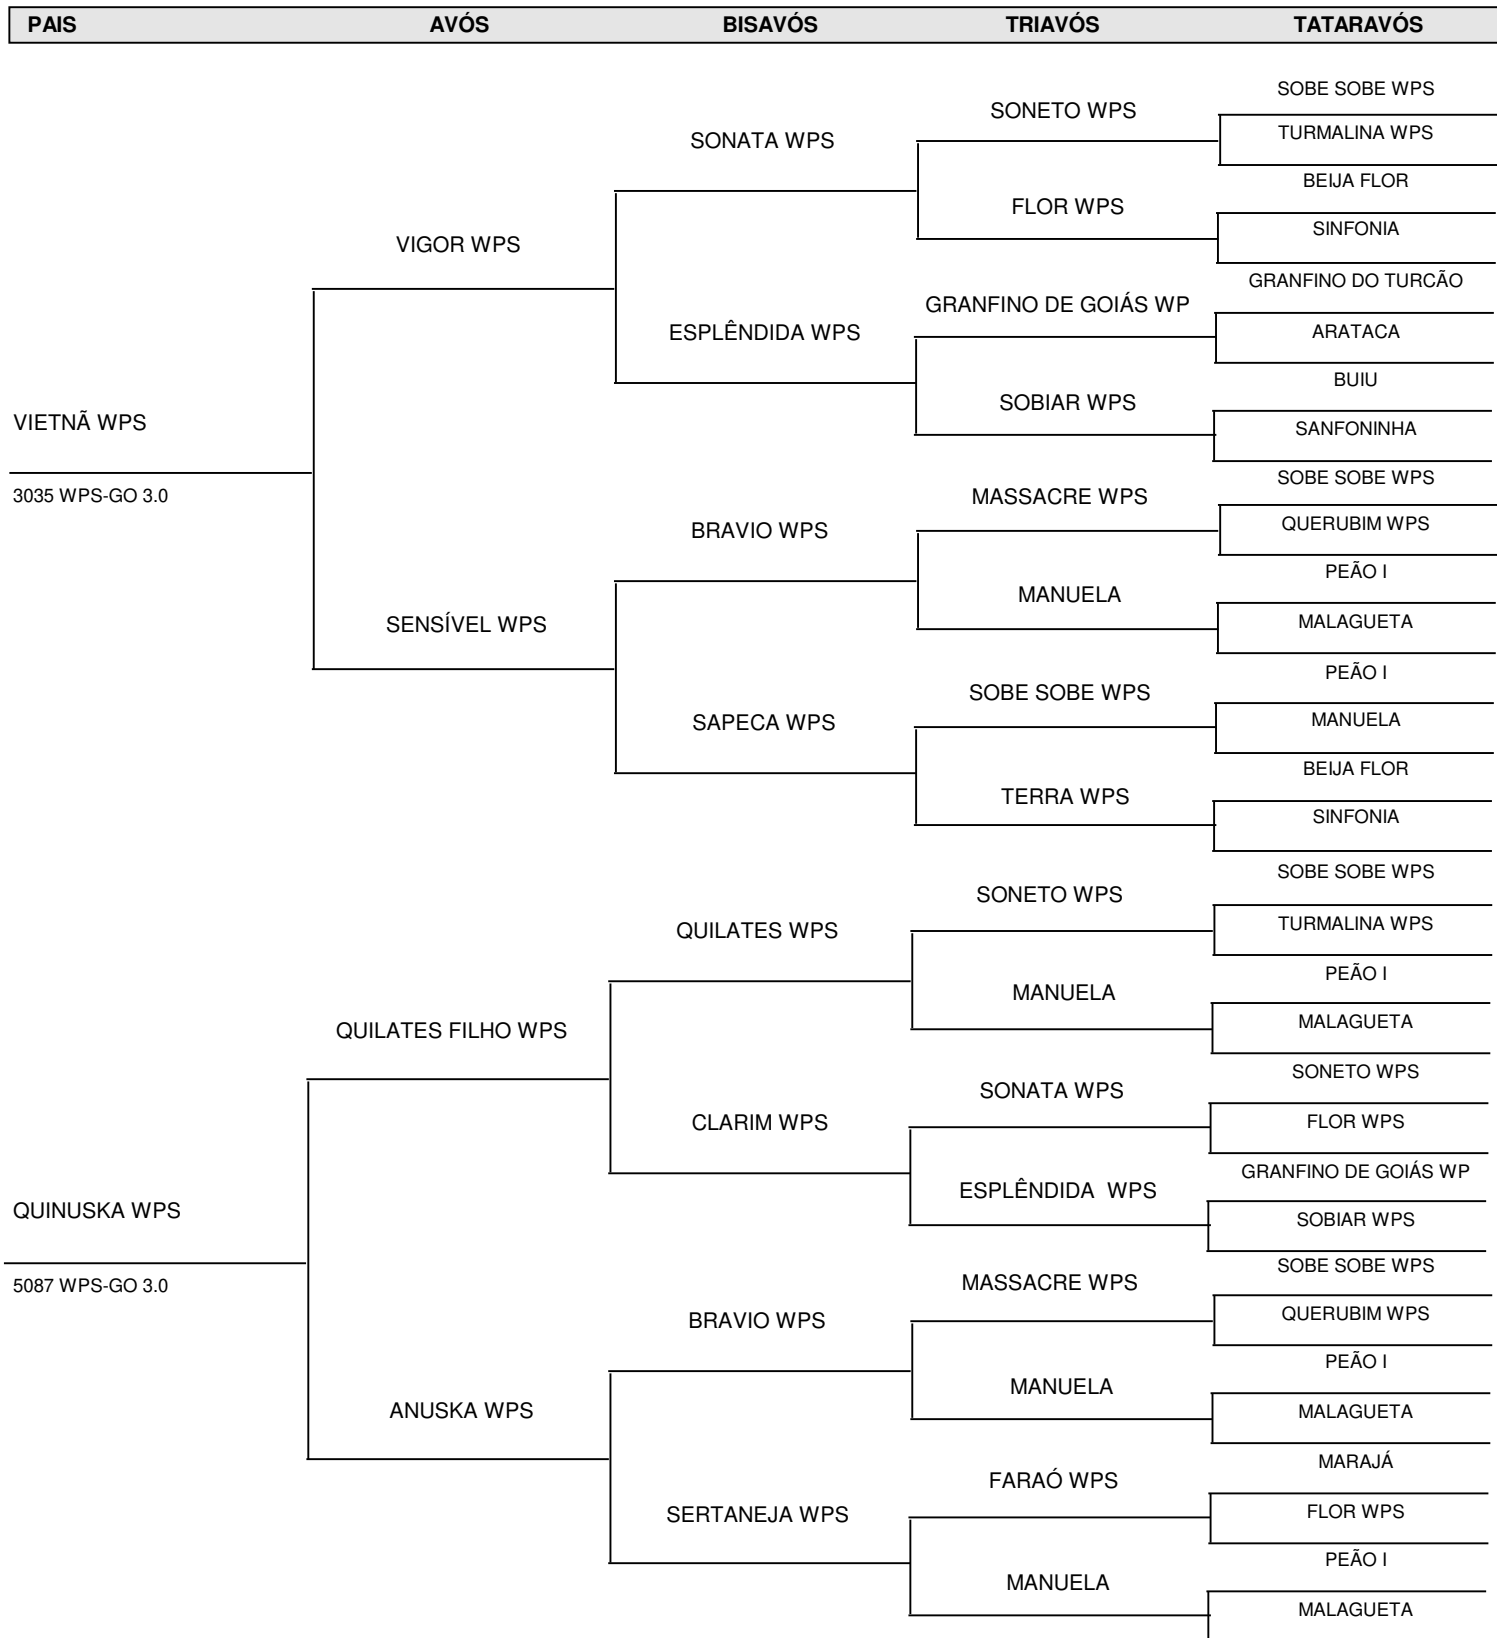 PAIS AVÓS BISAVÓS TRIAVÓS TATARAVÓS
SOBE SOBE WPS
SONETO WPS
TURMALINA WPS
SONATA WPS
BEIJA FLOR
FLOR WPS
SINFONIA
VIGOR WPS
GRANFINO DO TURCÃO
GRANFINO DE GOIÁS WP
ARATACA
ESPLÊNDIDA WPS
BUIU
SOBIAR WPS
SANFONINHA
VIETNÃ WPS
3035 WPS-GO 3.0
SOBE SOBE WPS
MASSACRE WPS
QUERUBIM WPS
BRAVIO WPS
PEÃO I
MANUELA
MALAGUETA
SENSÍVEL WPS
PEÃO I
SOBE SOBE WPS
MANUELA
SAPECA WPS
BEIJA FLOR
TERRA WPS
SINFONIA
SOBE SOBE WPS
SONETO WPS
TURMALINA WPS
QUILATES WPS
PEÃO I
MANUELA
MALAGUETA
QUILATES FILHO WPS
SONETO WPS
SONATA WPS
FLOR WPS
CLARIM WPS
GRANFINO DE GOIÁS WP
ESPLÊNDIDA WPS
SOBIAR WPS
QUINUSKA WPS
5087 WPS-GO 3.0
SOBE SOBE WPS
MASSACRE WPS
QUERUBIM WPS
BRAVIO WPS
PEÃO I
MANUELA
MALAGUETA
ANUSKA WPS
MARAJÁ
FARAÓ WPS
FLOR WPS
SERTANEJA WPS
PEÃO I
MANUELA
MALAGUETA